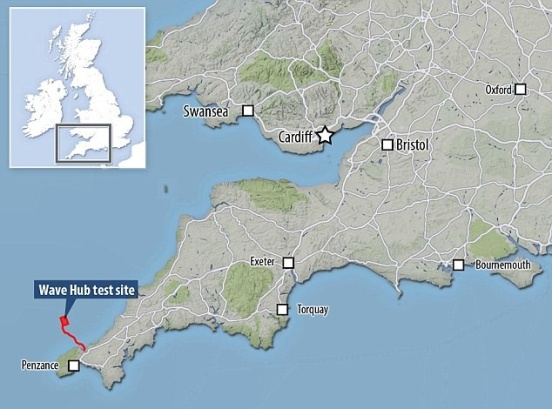 Oxford
Swansea
Cardiff
Bristol
Exeter
Bournemouth
Wave Hub test site
Torquay
Penzance